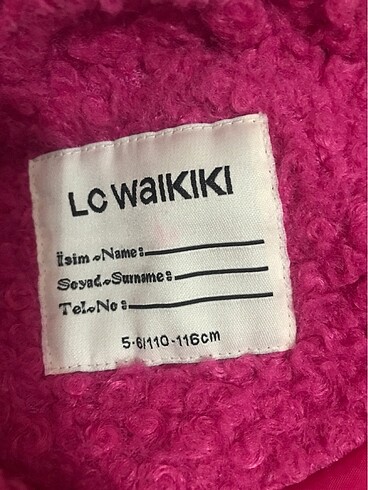 LC WAIKIKI
İsim~Name:
Soyad~Surname:
Tel~No:
5-6/110-116cm